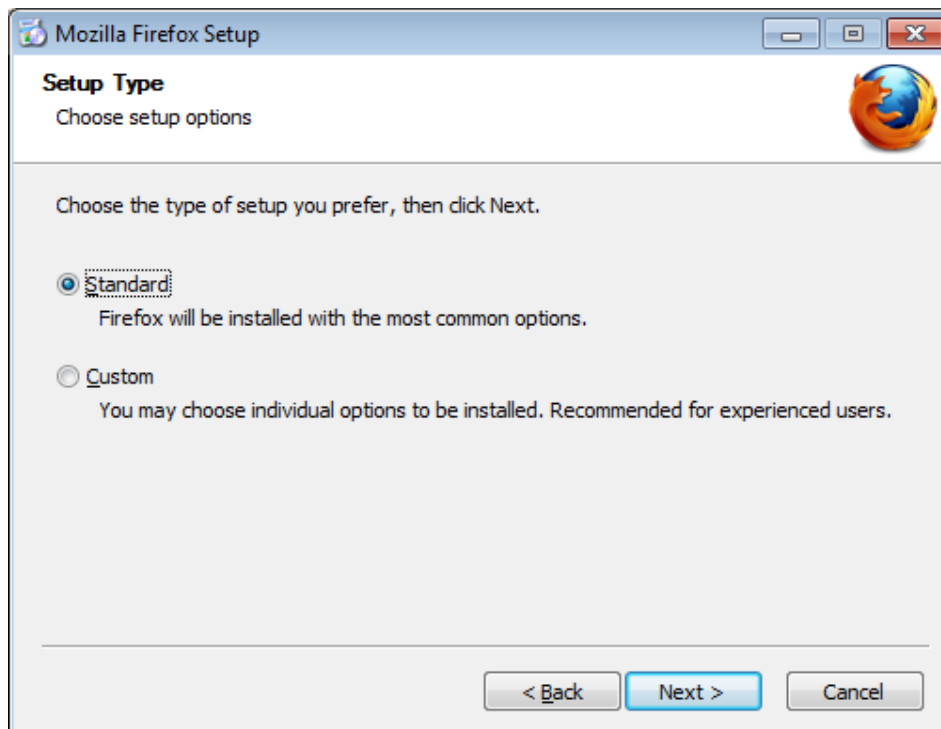 Mozilla Firefox Setup
Setup Type
Choose setup options
Choose the type of setup you prefer, then click Next.
Standard
Firefox will be installed with the most common options.
Custom
You may choose individual options to be installed. Recommended for experienced users.
< Back Next > Cancel